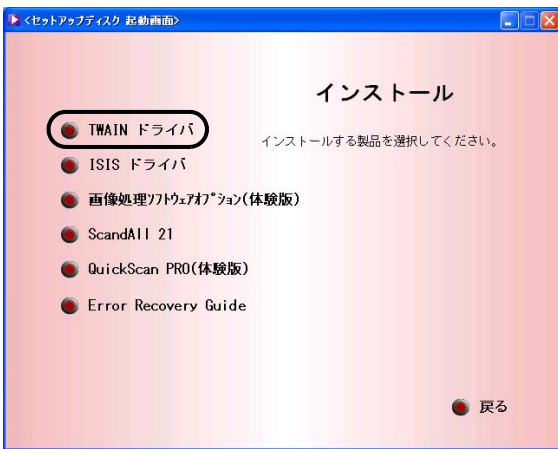 <セットアップディスク 起動画面>
インストール
インストールする製品を選択してください。
TWAIN ドライバ
ISIS ドライバ
画像処理ソフトウェアオプション(体験版)
ScandAll 21
QuickScan PRO(体験版)
Error Recovery Guide
戻る